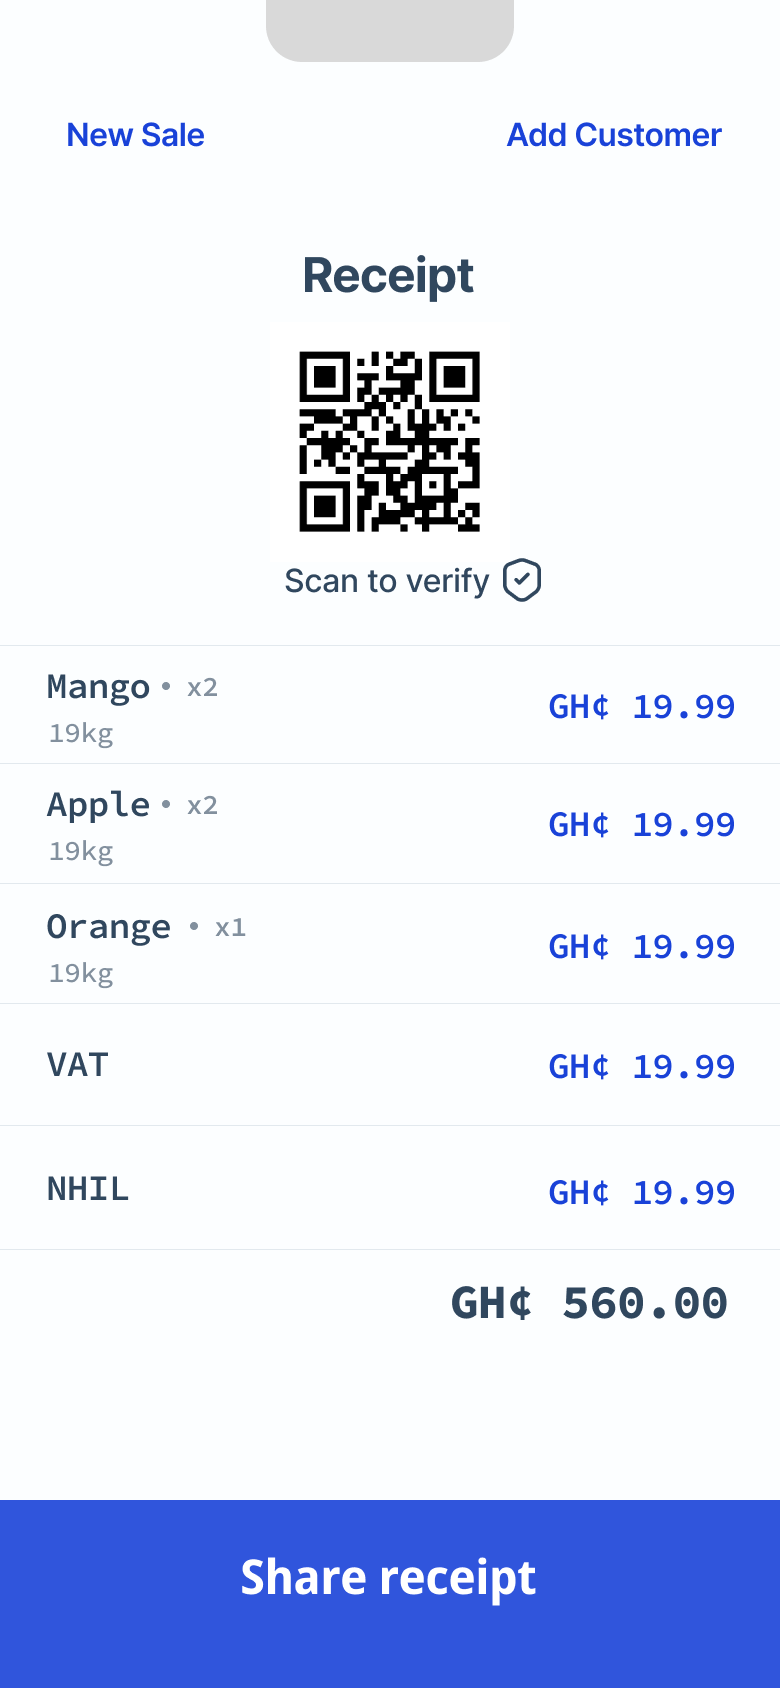 New Sale
Add Customer
Receipt
Scan to verify
Mango • x2
19kg
GH¢ 19.99
Apple • x2
19kg
GH¢ 19.99
Orange • x1
19kg
GH¢ 19.99
VAT
GH¢ 19.99
NHIL
GH¢ 19.99
GH¢ 560.00
Share receipt